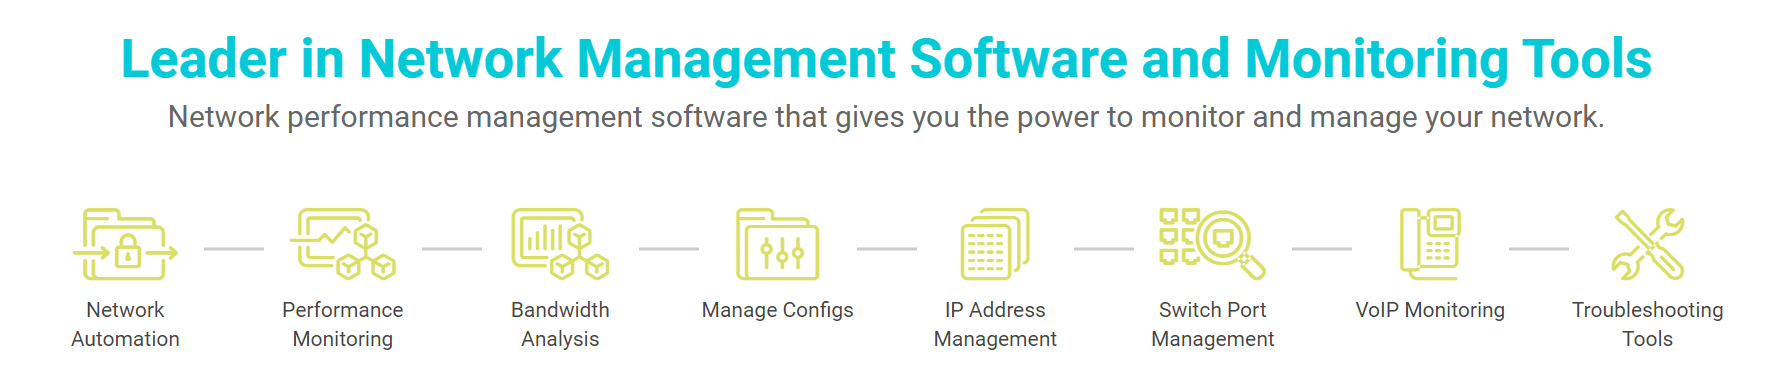 Leader in Network Management Software and Monitoring Tools
Network performance management software that gives you the power to monitor and manage your network.
Network
Automation
Performance
Monitoring
Bandwidth
Analysis
Manage Configs
IP Address
Management
Switch Port
Management
VoIP Monitoring
Troubleshooting
Tools